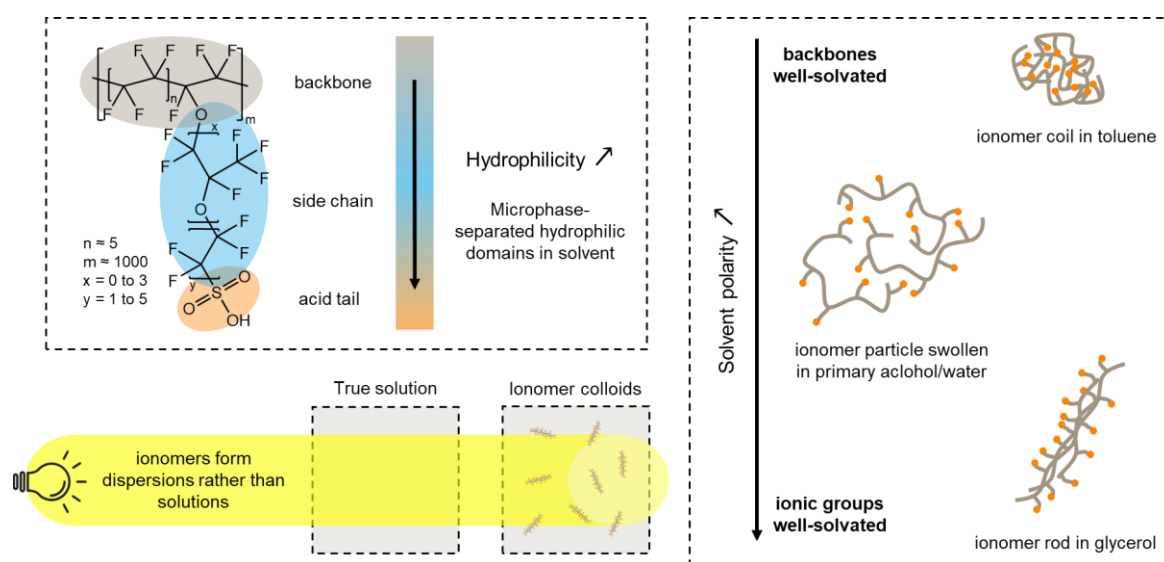 F
F
F
F
F
F
n
F
F
F
m
O
x
F
F
F
F
F
F
F
F
O
F
F
F
F
F
F
y
O
S
O
OH
n ≈ 5
m ≈ 1000
x = 0 to 3
y = 1 to 5
backbone
side chain
acid tail
Hydrophilicity ↗
Microphase-
separated hydrophilic
domains in solvent
True solution
Ionomer colloids
ionomers form
dispersions rather than
solutions
Solvent polarity ↗
backbones
well-solvated
ionomer coil in toluene
ionomer particle swollen
in primary aclohol/water
ionic groups
well-solvated
ionomer rod in glycerol